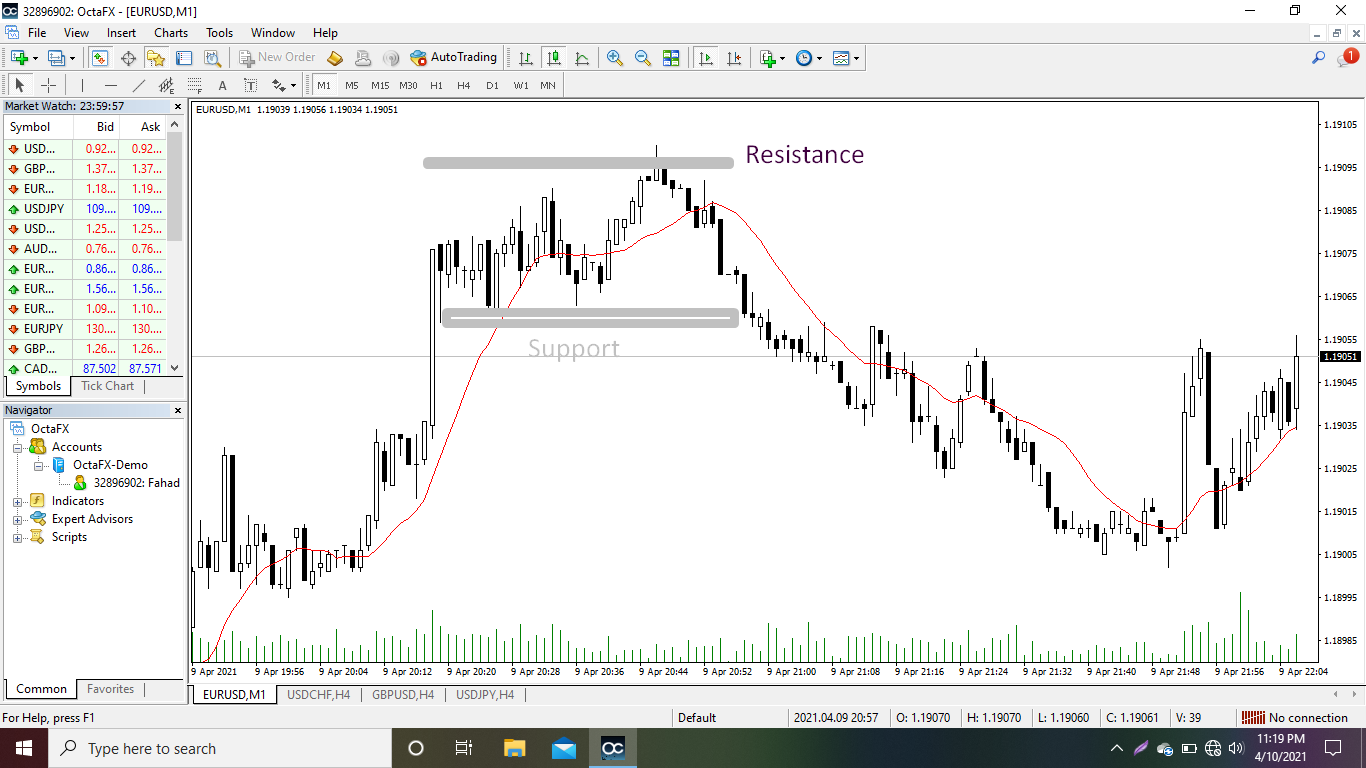 32896902: OctaFX - [EURUSD,M1]
File View Insert Charts Tools Window Help
New Order AutoTrading 1
A T M1 M5 M15 M30 H1 H4 D1 W1 MN
Market Watch: 23:59:57
Symbol Bid Ask
USD... 0.92... 0.92...
GBP... 1.37... 1.37...
EUR... 1.18... 1.19...
USDJPY 109.... 109....
USD... 1.25... 1.25...
AUD... 0.76... 0.76...
EUR... 0.86... 0.86...
EUR... 1.56... 1.56...
EUR... 1.09... 1.10...
EURJPY 130.... 130....
GBP... 1.26... 1.26...
CAD... 87.502 87.571
Symbols Tick Chart
Navigator
OctaFX
Accounts
OctaFX-Demo
32896902: Fahad
Indicators
Expert Advisors
Scripts
Common Favorites
EURUSD,M1 1.19039 1.19056 1.19034 1.19051
Resistance
Support
1.19105
1.19095
1.19085
1.19075
1.19065
1.19055
1.19051
1.19045
1.19035
1.19025
1.19015
1.19005
1.18995
1.18985
9 Apr 2021 9 Apr 19:56 9 Apr 20:04 9 Apr 20:12 9 Apr 20:20 9 Apr 20:28 9 Apr 20:36 9 Apr 20:44 9 Apr 20:52 9 Apr 21:00 9 Apr 21:08 9 Apr 21:16 9 Apr 21:24 9 Apr 21:32 9 Apr 21:40 9 Apr 21:48 9 Apr 21:56 9 Apr 22:04
EURUSD,M1 USDCHF,H4 GBPUSD,H4 USDJPY,H4
For Help, press F1 Default 2021.04.09 20:57 O: 1.19070 H: 1.19070 L: 1.19060 C: 1.19061 V: 39 No connection
Type here to search
11:19 PM
4/10/2021